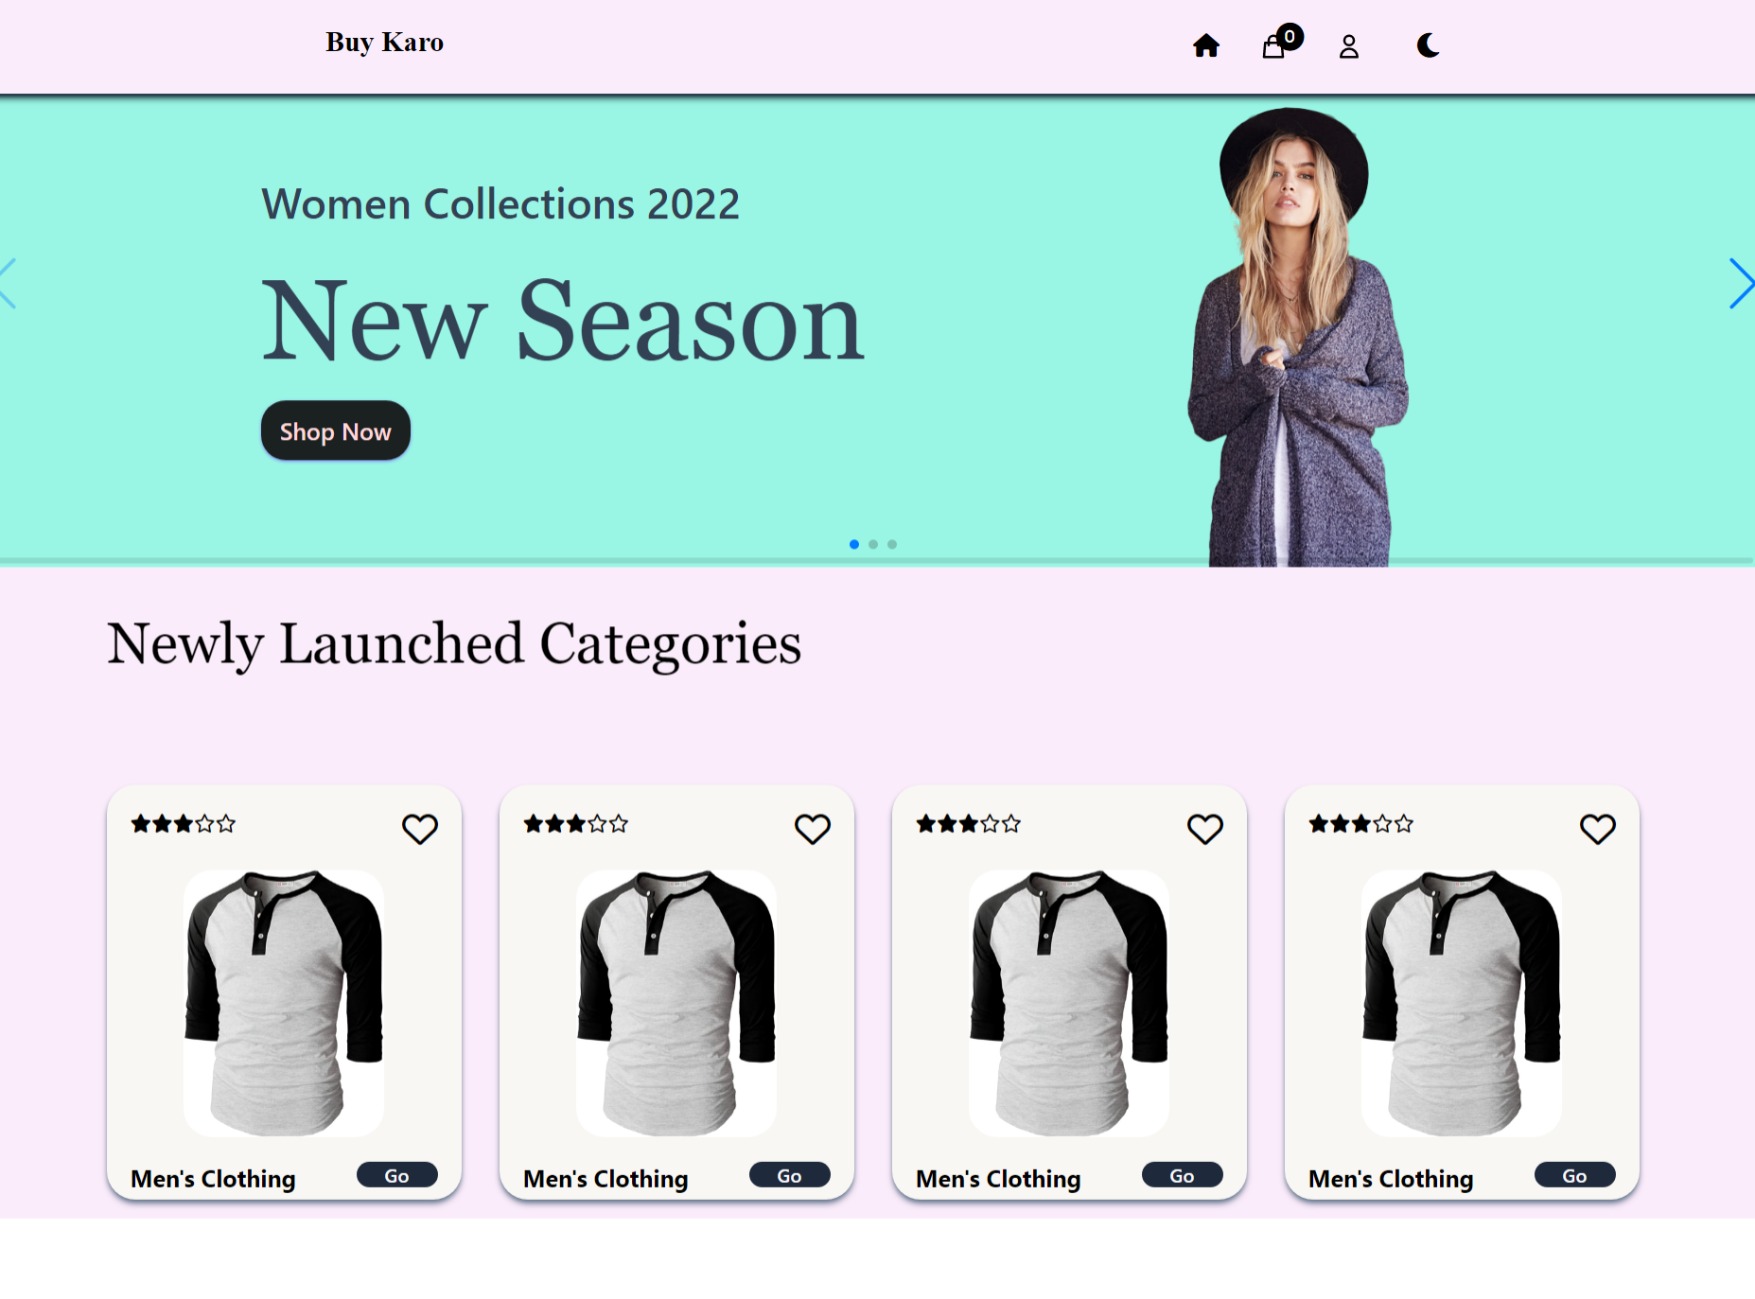 Buy Karo
0
Women Collections 2022
New Season
Shop Now
Newly Launched Categories
Men's Clothing Go
Men's Clothing Go
Men's Clothing Go
Men's Clothing Go